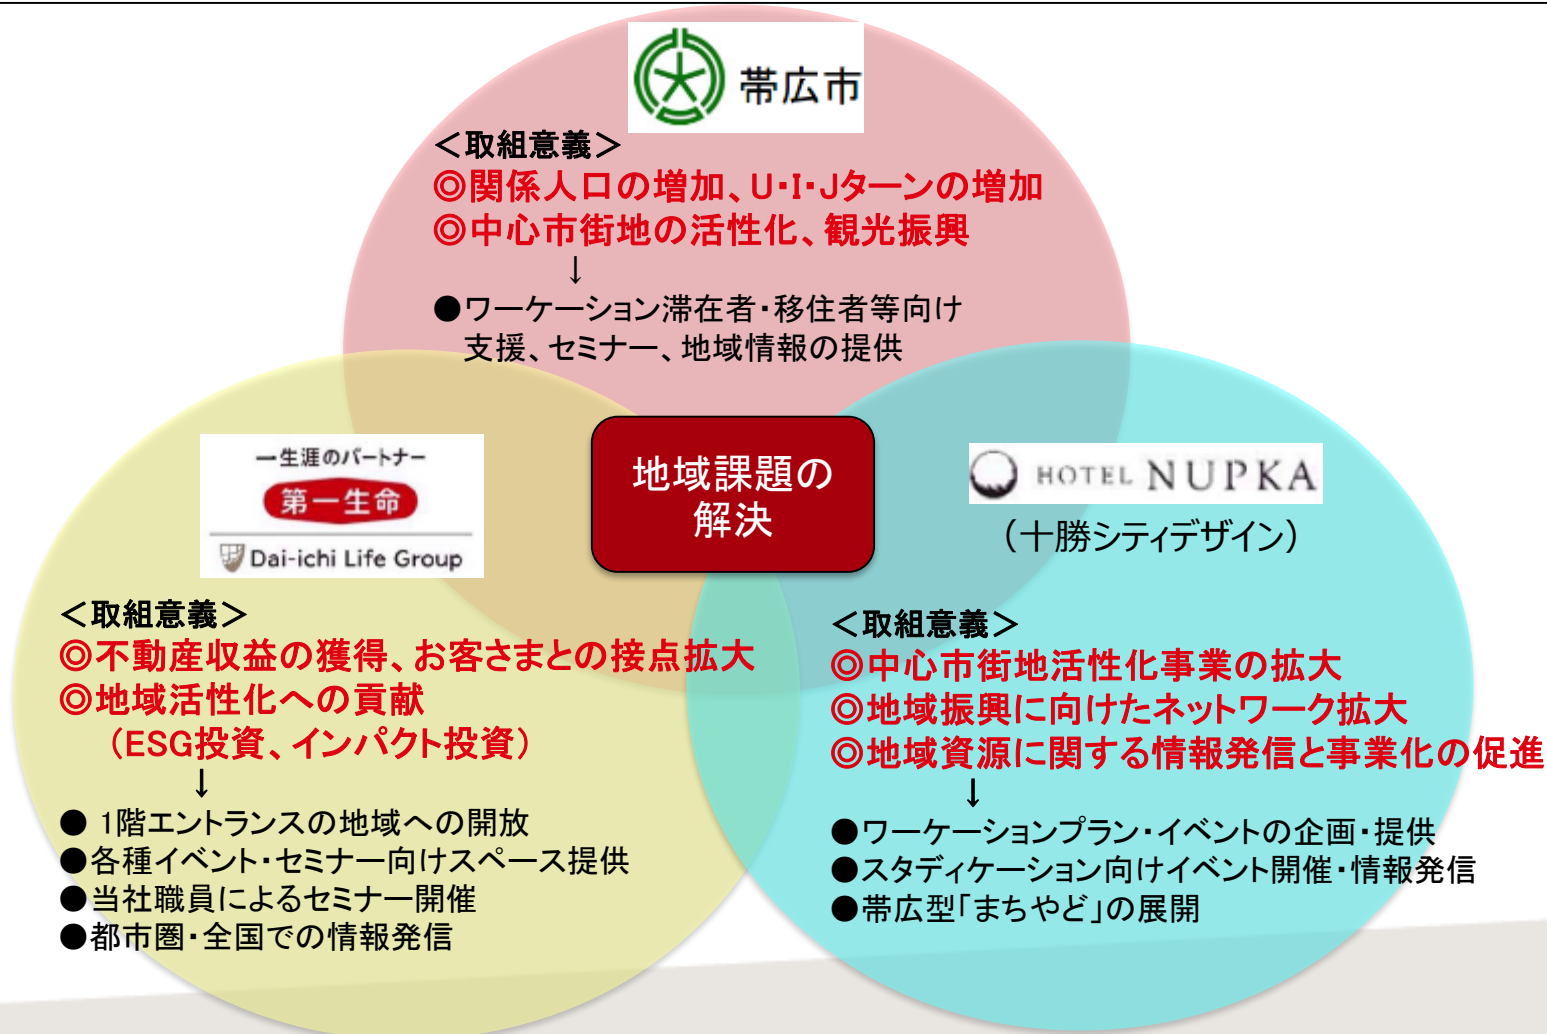 帯広市
＜取組意義＞
◎関係人口の増加、U・I・Jターンの増加
◎中心市街地の活性化、観光振興
↓
●ワーケーション滞在者・移住者等向け
支援、セミナー、地域情報の提供
地域課題の
解決
一生涯のパートナー
第一生命
Dai-ichi Life Group
＜取組意義＞
◎不動産収益の獲得、お客さまとの接点拡大
◎地域活性化への貢献
（ESG投資、インパクト投資）
↓
● 1階エントランスの地域への開放
●各種イベント・セミナー向けスペース提供
●当社職員によるセミナー開催
●都市圏・全国での情報発信
HOTEL NUPKA
（十勝シティデザイン）
＜取組意義＞
◎中心市街地活性化事業の拡大
◎地域振興に向けたネットワーク拡大
◎地域資源に関する情報発信と事業化の促進
↓
●ワーケーションプラン・イベントの企画・提供
●スタディケーション向けイベント開催・情報発信
●帯広型「まちやど」の展開